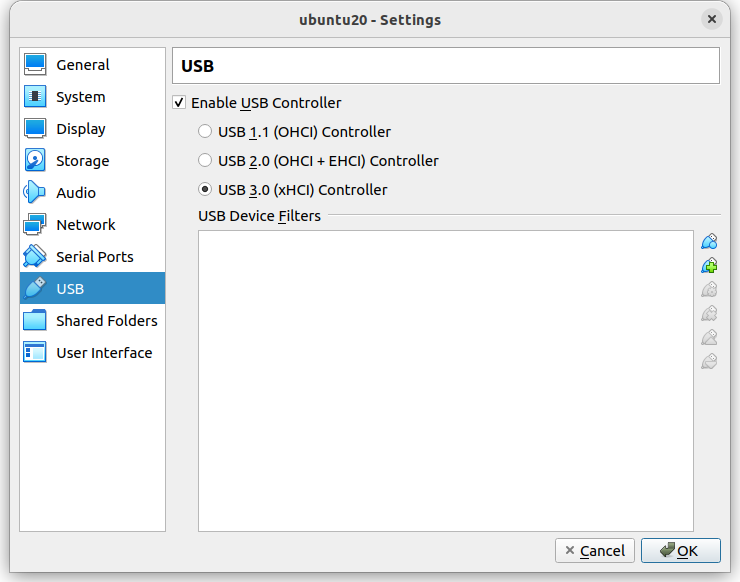 ubuntu20 - Settings
General
System
Display
Storage
Audio
Network
Serial Ports
USB
Shared Folders
User Interface
USB
Enable USB Controller
USB 1.1 (OHCI) Controller
USB 2.0 (OHCI + EHCI) Controller
USB 3.0 (xHCI) Controller
USB Device Filters
Cancel
OK